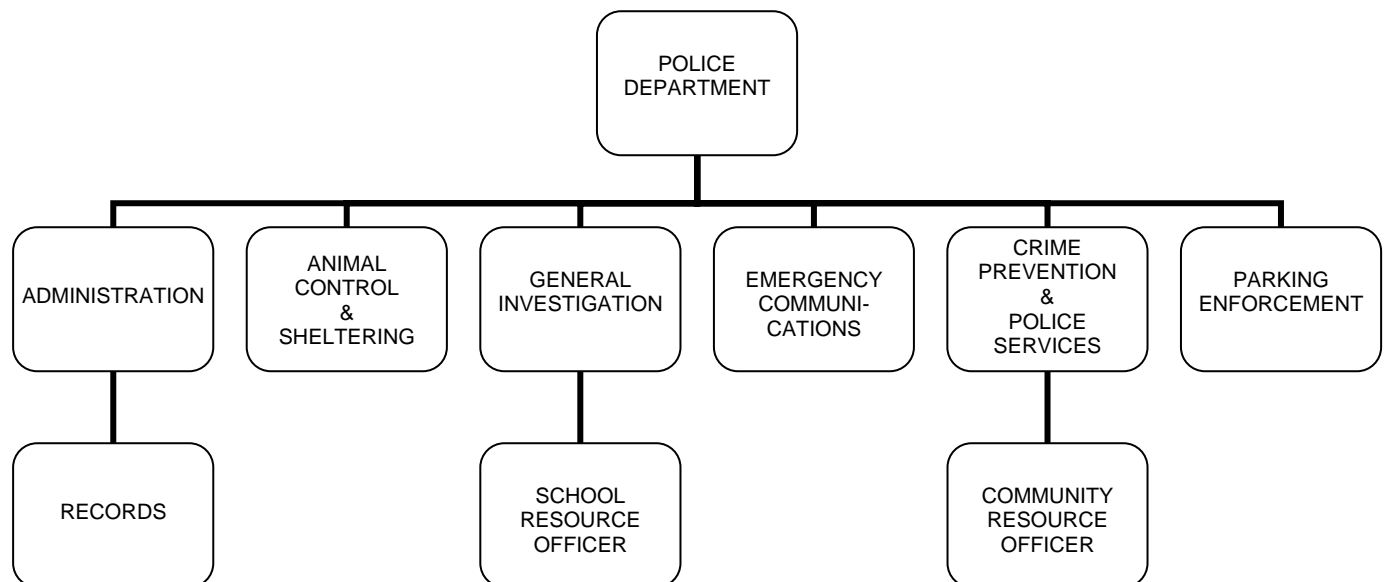 POLICE
DEPARTMENT
ADMINISTRATION
ANIMAL
CONTROL
&
SHELTERING
GENERAL
INVESTIGATION
EMERGENCY
COMMUNI-
CATIONS
CRIME
PREVENTION
&
POLICE
SERVICES
PARKING
ENFORCEMENT
RECORDS
SCHOOL
RESOURCE
OFFICER
COMMUNITY
RESOURCE
OFFICER